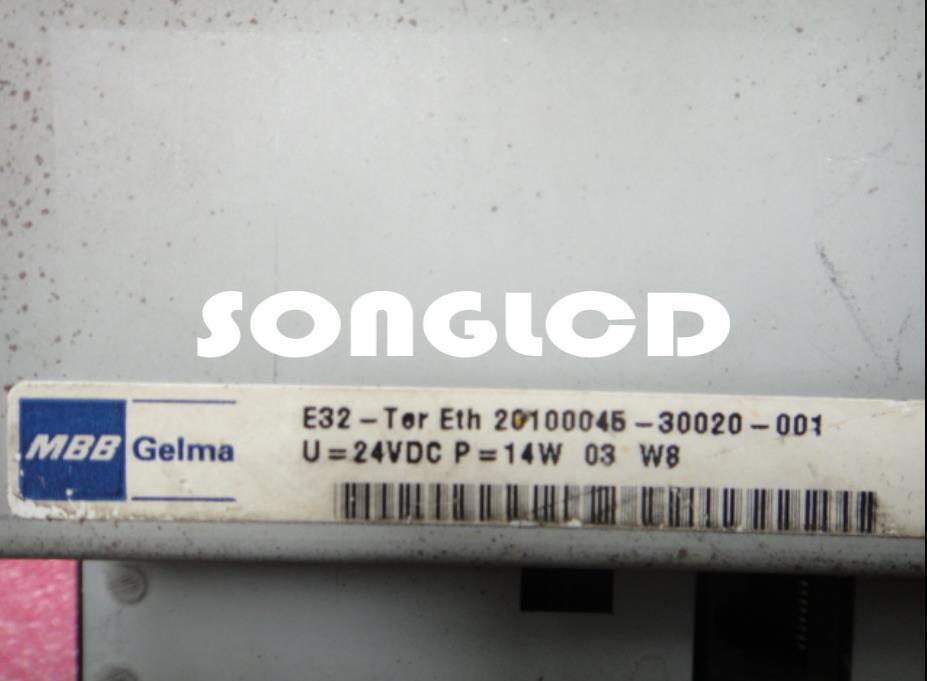 SONGLCD
MBB Gelma
E32-Ter Eth 20100045-30020-001
U=24VDC P=14W 03 W8